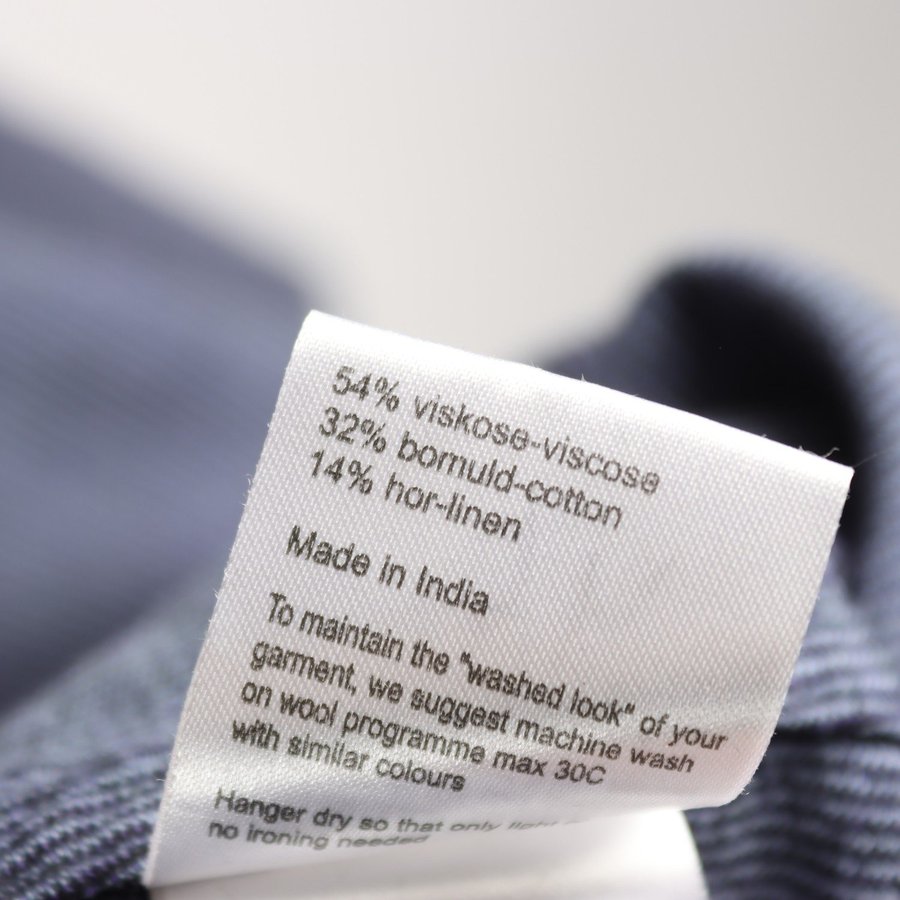 54% viskose-viscose
32% bomuld-cotton
14% hor-linen
Made in India
To maintain the "washed look" of your
garment, we suggest machine wash
on wool programme max 30C
with similar colours
Hanger dry so that only light
no ironing needed